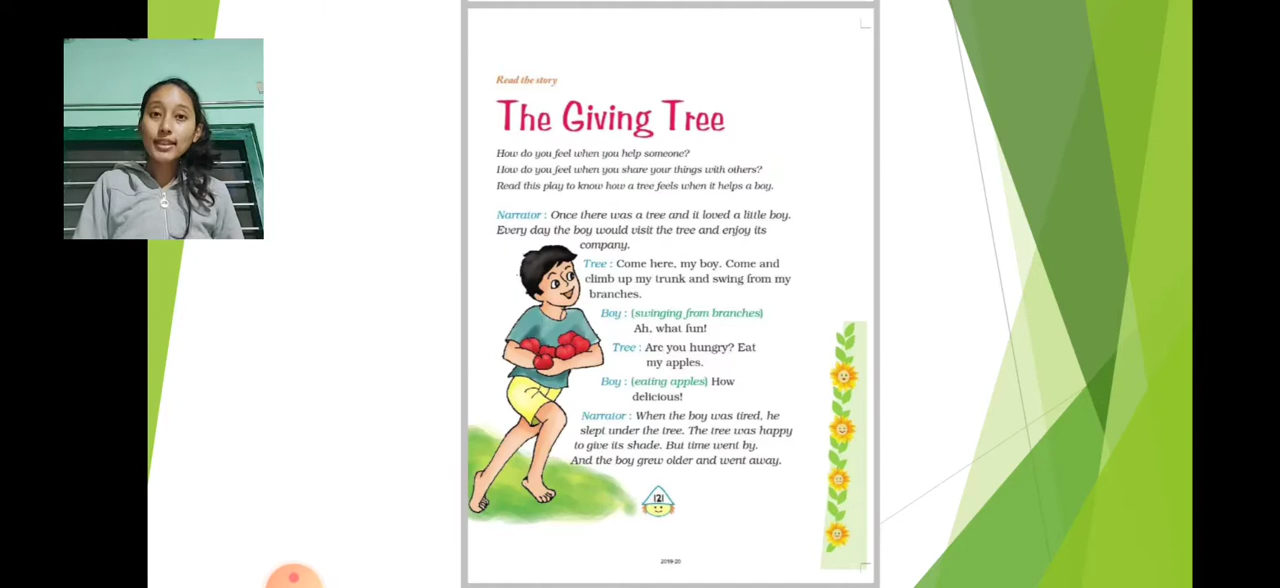 Read the story
The Giving Tree
How do you feel when you help someone?
How do you feel when you share your things with others?
Read this play to know how a tree feels when it helps a boy.
Narrator : Once there was a tree and it loved a little boy.
Every day the boy would visit the tree and enjoy its
company.
Tree : Come here, my boy. Come and
climb up my trunk and swing from my
branches.
Boy : (swinging from branches)
Ah, what fun!
Tree : Are you hungry? Eat
my apples.
Boy : (eating apples) How
delicious!
Narrator : When the boy was tired, he
slept under the tree. The tree was happy
to give its shade. But time went by.
And the boy grew older and went away.
121
2019-20